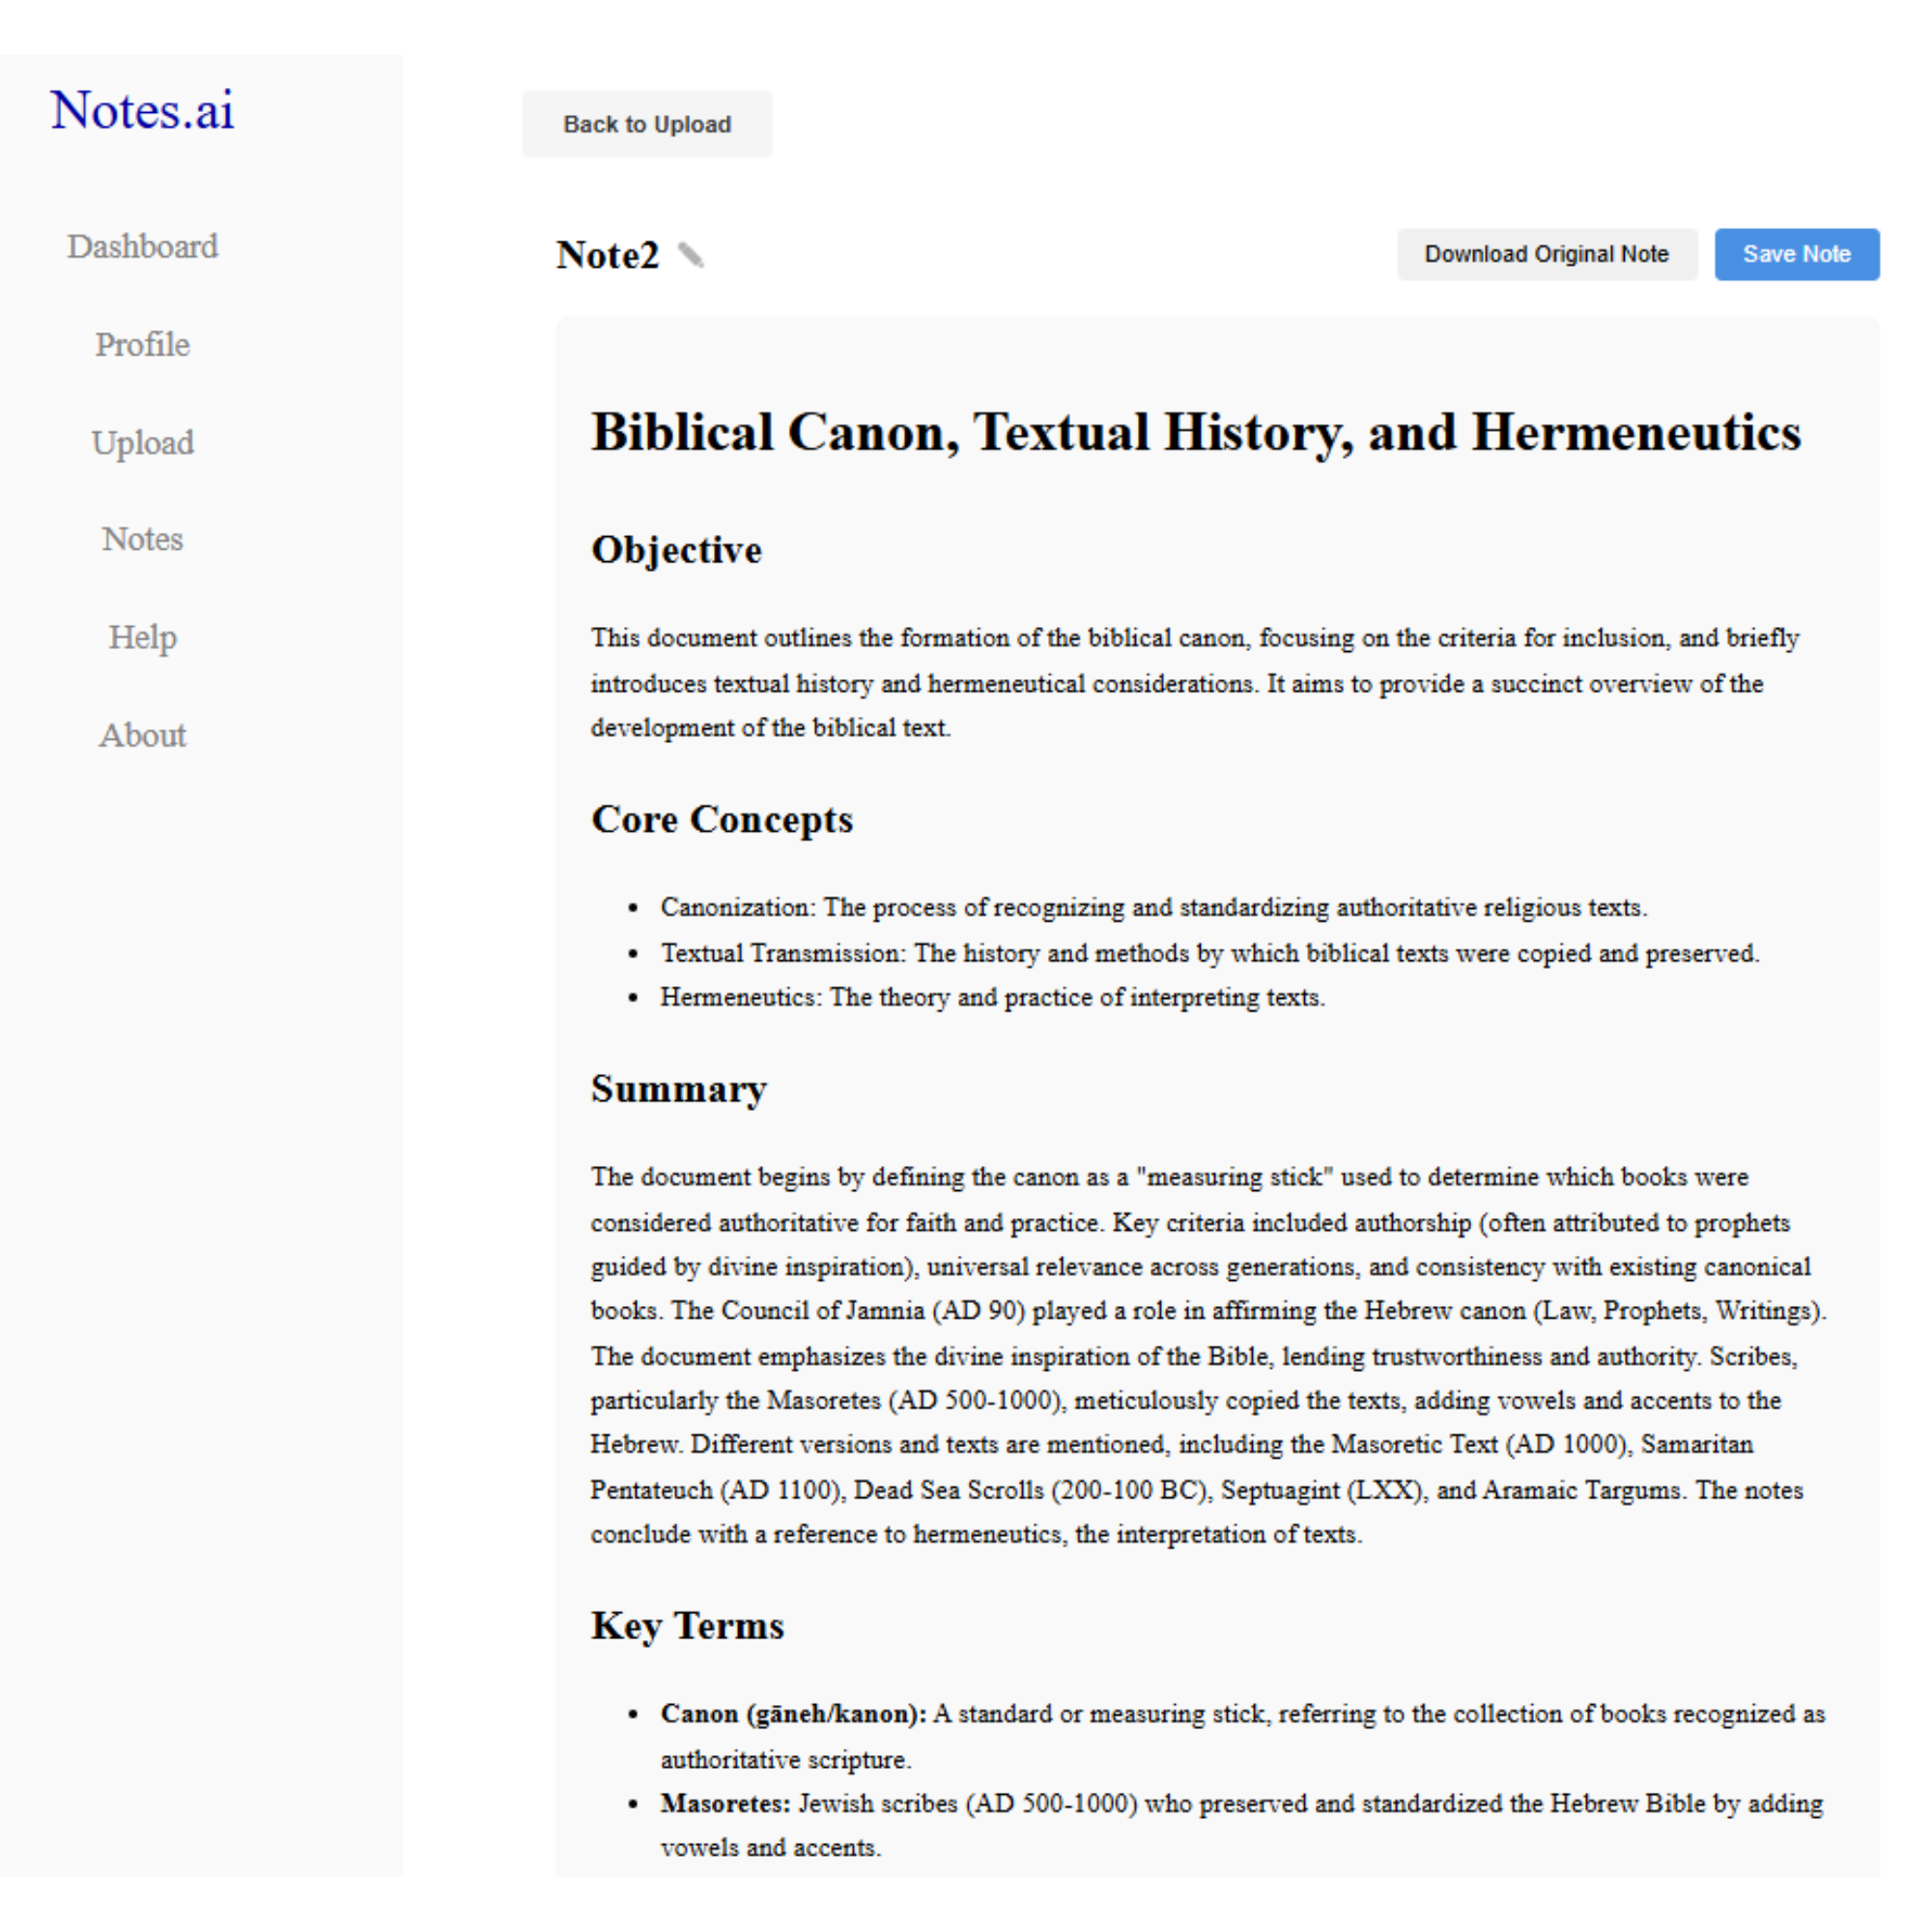 Notes.ai
Dashboard
Profile
Upload
Notes
Help
About
Back to Upload
Note2
Download Original Note
Save Note
Biblical Canon, Textual History, and Hermeneutics
Objective
This document outlines the formation of the biblical canon, focusing on the criteria for inclusion, and briefly
introduces textual history and hermeneutical considerations. It aims to provide a succinct overview of the
development of the biblical text.
Core Concepts
• Canonization: The process of recognizing and standardizing authoritative religious texts.
• Textual Transmission: The history and methods by which biblical texts were copied and preserved.
• Hermeneutics: The theory and practice of interpreting texts.
Summary
The document begins by defining the canon as a "measuring stick" used to determine which books were
considered authoritative for faith and practice. Key criteria included authorship (often attributed to prophets
guided by divine inspiration), universal relevance across generations, and consistency with existing canonical
books. The Council of Jamnia (AD 90) played a role in affirming the Hebrew canon (Law, Prophets, Writings).
The document emphasizes the divine inspiration of the Bible, lending trustworthiness and authority. Scribes,
particularly the Masoretes (AD 500-1000), meticulously copied the texts, adding vowels and accents to the
Hebrew. Different versions and texts are mentioned, including the Masoretic Text (AD 1000), Samaritan
Pentateuch (AD 1100), Dead Sea Scrolls (200-100 BC), Septuagint (LXX), and Aramaic Targums. The notes
conclude with a reference to hermeneutics, the interpretation of texts.
Key Terms
• Canon (gāneh/kanon): A standard or measuring stick, referring to the collection of books recognized as
authoritative scripture.
• Masoretes: Jewish scribes (AD 500-1000) who preserved and standardized the Hebrew Bible by adding
vowels and accents.